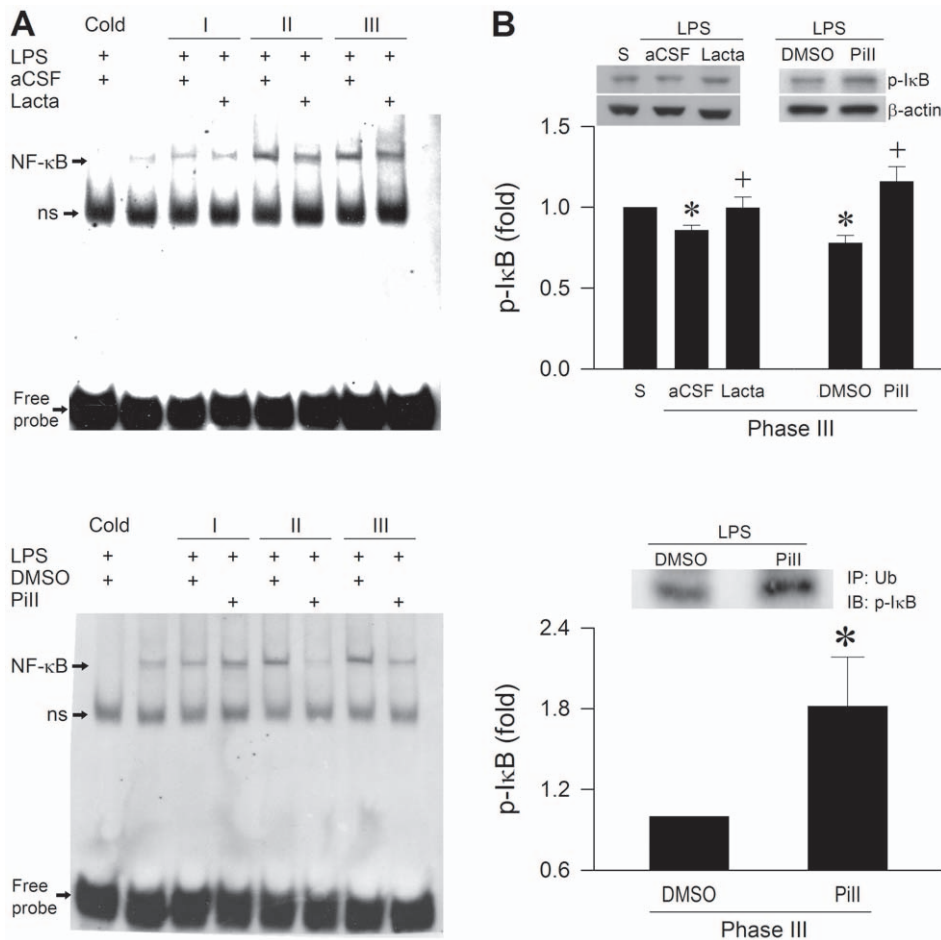 A
Cold I II III
LPS + + + + + + +
aCSF + + + +
Lacta + + +
NF-κB
ns
Free
probe
Cold I II III
LPS + + + + + + +
DMSO + + + +
PiII + + +
NF-κB
ns
Free
probe
B
LPS LPS
S aCSF Lacta DMSO PiII
p-IκB
β-actin
p-IκB (fold)
1.5
1.0
0.5
0.0
* + * +
S aCSF Lacta DMSO PiII
Phase III
LPS
DMSO PiII
IP: Ub
IB: p-IκB
p-IκB (fold)
2.4
1.8
1.2
0.6
*
DMSO PiII
Phase III